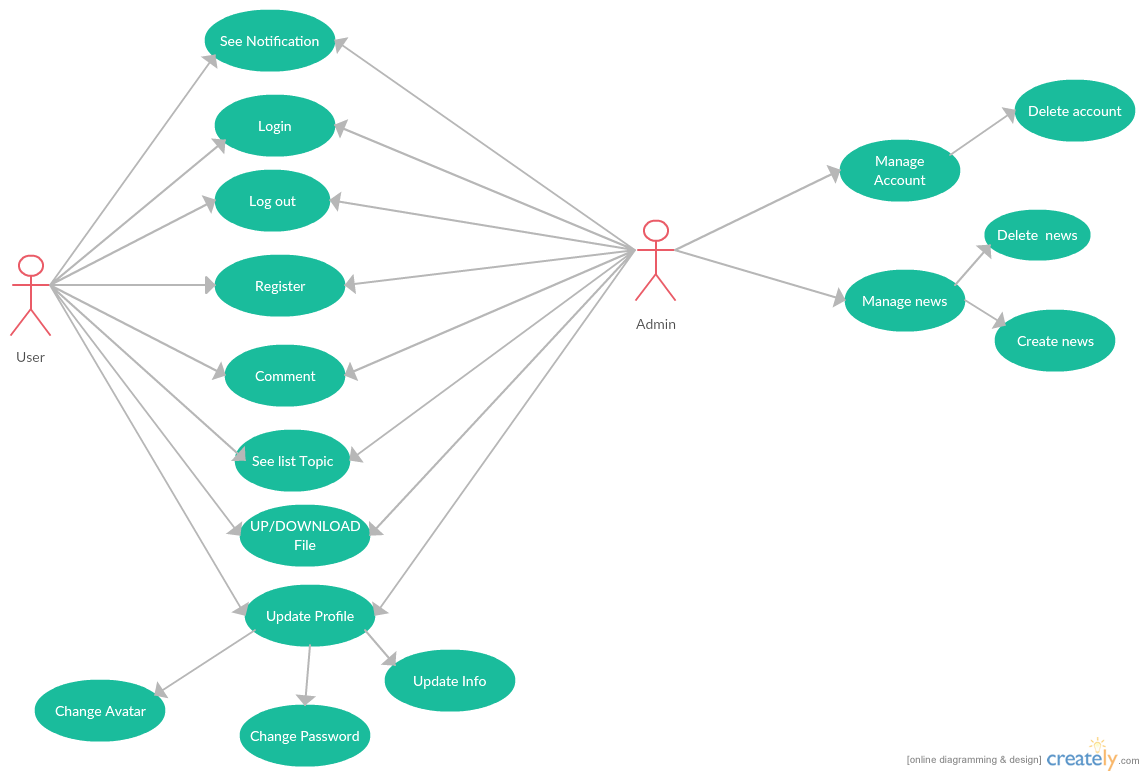 See Notification
Login
Log out
Register
Comment
See list Topic
UP/DOWNLOAD
File
Update Profile
Change Avatar
Change Password
Update Info
User
Admin
Manage
Account
Delete account
Manage news
Delete news
Create news
[online diagramming & design] creately.com